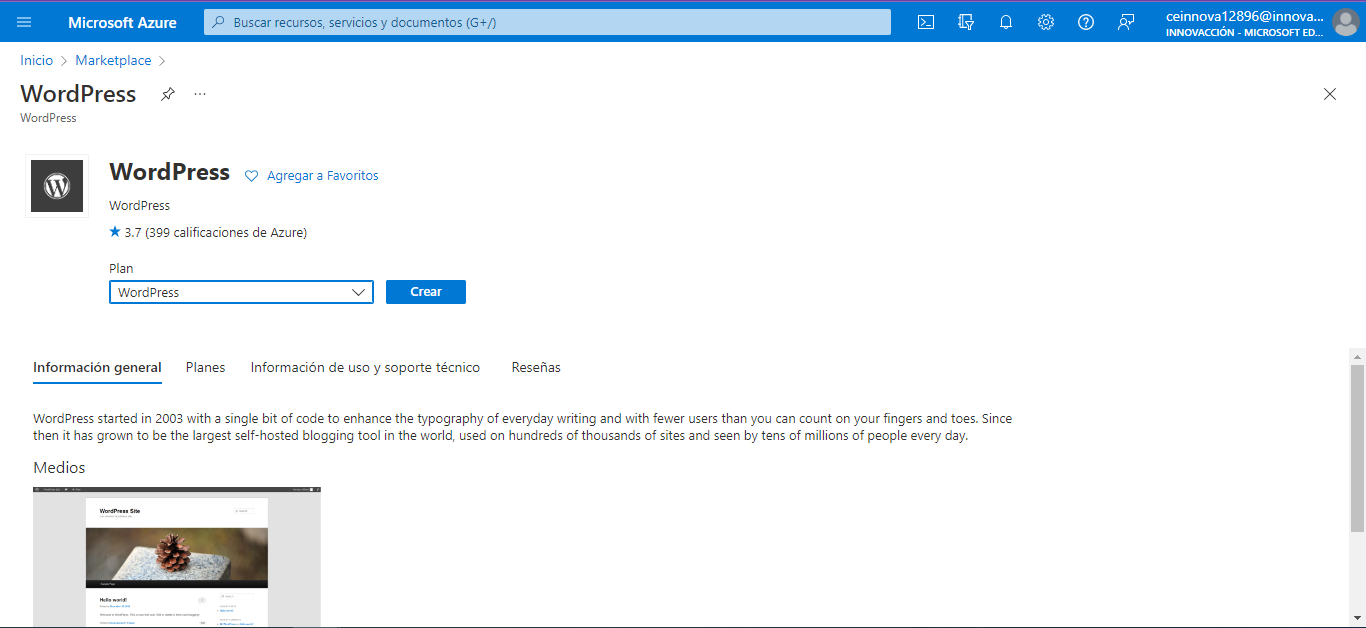 Microsoft Azure
Buscar recursos, servicios y documentos (G+/)
ceinnova12896@innova...
INNOVACCIÓN - MICROSOFT ED...
Inicio > Marketplace >
WordPress
...
WordPress
WordPress
Agregar a Favoritos
WordPress
3.7 (399 calificaciones de Azure)
Plan
WordPress
Crear
Información general
Planes
Información de uso y soporte técnico
Reseñas
WordPress started in 2003 with a single bit of code to enhance the typography of everyday writing and with fewer users than you can count on your fingers and toes. Since
then it has grown to be the largest self-hosted blogging tool in the world, used on hundreds of thousands of sites and seen by tens of millions of people every day.
Medios
WordPress Site
Hello world!